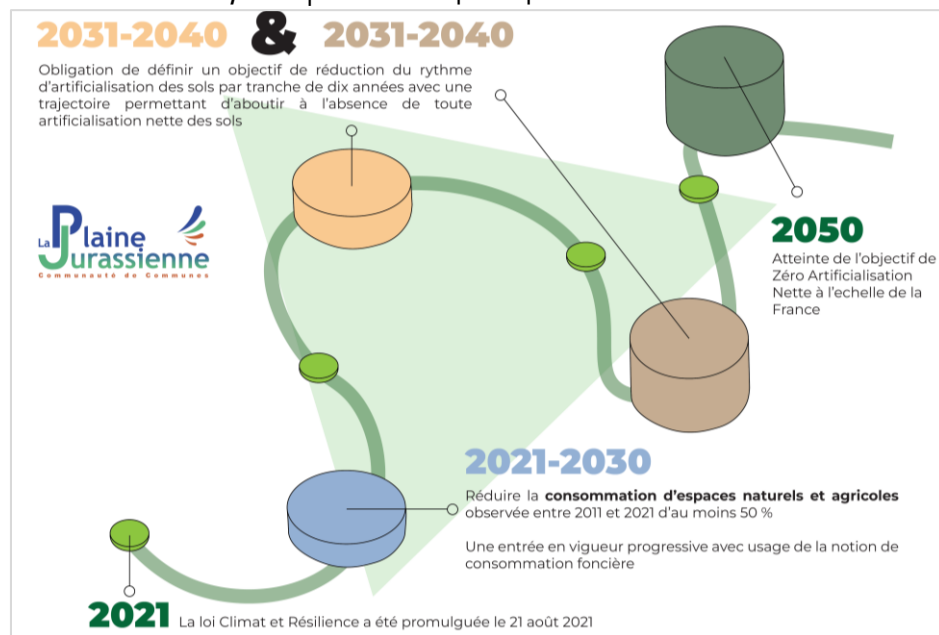 2031-2040 & 2031-2040
Obligation de définir un objectif de réduction du rythme
d'artificialisation des sols par tranche de dix années avec une
trajectoire permettant d'aboutir à l'absence de toute
artificialisation nette des sols
La Plaine
Jurassienne
Communauté de Communes
2050
Atteinte de l'objectif de
Zéro Artificialisation
Nette à l'echelle de la
France
2021-2030
Réduire la consommation d'espaces naturels et agricoles
observée entre 2011 et 2021 d'au moins 50 %
Une entrée en vigueur progressive avec usage de la notion de
consommation foncière
2021 La loi Climat et Résilience a été promulguée le 21 août 2021